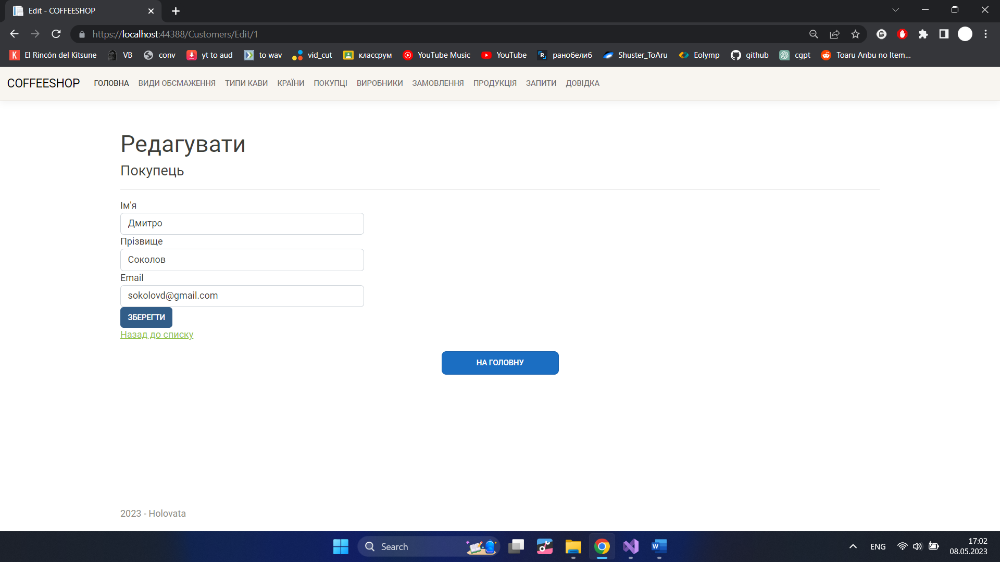 Edit - COFFEESHOP
https://localhost:44388/Customers/Edit/1
El Rincón del Kitsune VB conv yt to aud to wav vid_cut классрум YouTube Music YouTube ранобелиб Shuster_ToAru Eolymp github cgpt Toaru Anbu no Item...
COFFEESHOP ГОЛОВНА ВИДИ ОБСМАЖЕННЯ ТИПИ КАВИ КРАЇНИ ПОКУПЦІ ВИРОБНИКИ ЗАМОВЛЕННЯ ПРОДУКЦІЯ ЗАПИТИ ДОВІДКА
Редагувати
Покупець
Ім'я
Дмитро
Прізвище
Соколов
Email
sokolovd@gmail.com
ЗБЕРЕГТИ
Назад до списку
НА ГОЛОВНУ
2023 - Holovata
Search
ENG
17:02
08.05.2023